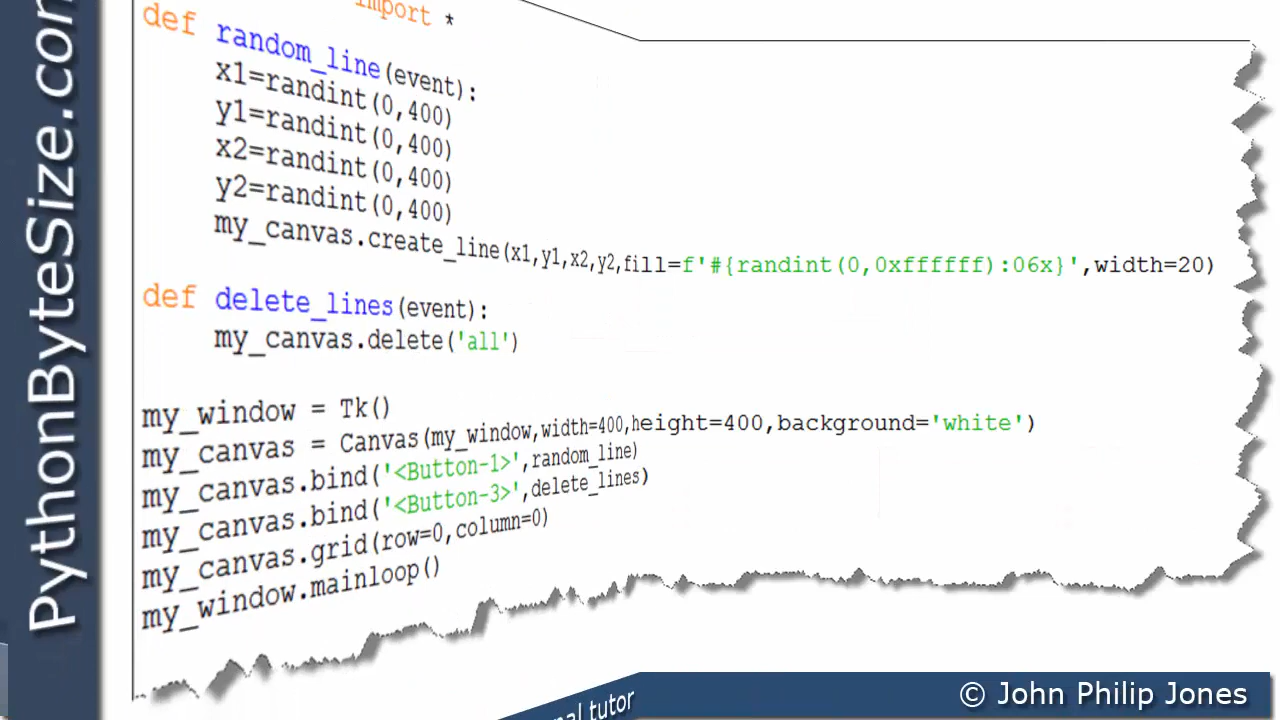 import *
def random_line(event):
x1=randint(0,400)
y1=randint(0,400)
x2=randint(0,400)
y2=randint(0,400)
my_canvas.create_line(x1,y1,x2,y2,fill=f'#{randint(0,0xffffff):06x}',width=20)
def delete_lines(event):
my_canvas.delete('all')
my_window = Tk()
my_canvas = Canvas(my_window,width=400,height=400,background='white')
my_canvas.bind('<Button-1>',random_line)
my_canvas.bind('<Button-3>',delete_lines)
my_canvas.grid(row=0,column=0)
my_window.mainloop()
PythonByteSize.com
tutor
© John Philip Jones